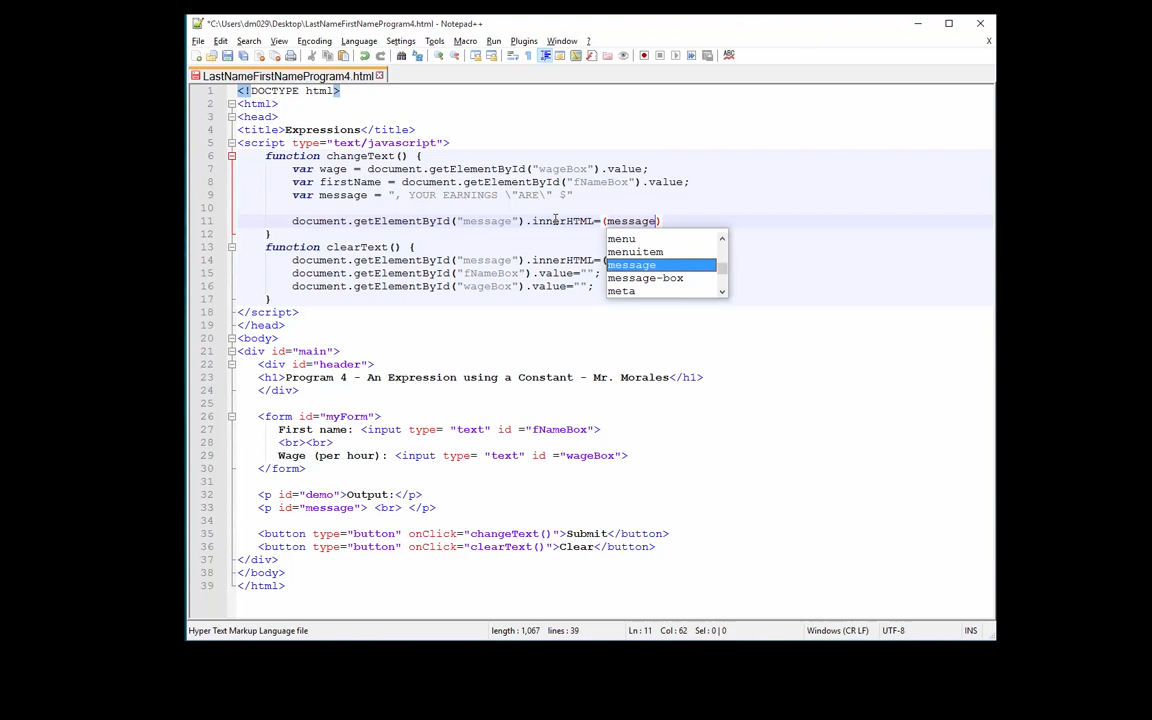 *C:\Users\dm029\Desktop\LastNameFirstNameProgram4.html - Notepad++
File Edit Search View Encoding Language Settings Tools Macro Run Plugins Window ? X
LastNameFirstNameProgram4.html
1 <!DOCTYPE html>
2 <html>
3 <head>
4 <title>Expressions</title>
5 <script type="text/javascript">
6 function changeText() {
7 var wage = document.getElementById("wageBox").value;
8 var firstName = document.getElementById("fNameBox").value;
9 var message = ", YOUR EARNINGS \"ARE\" $"
10
11 document.getElementById("message").innerHTML=(message)
12 }
menu
menuitem
message
message-box
meta
13 function clearText() {
14 document.getElementById("message").innerHTML=(
15 document.getElementById("fNameBox").value="";
16 document.getElementById("wageBox").value="";
17 }
18 </script>
19 </head>
20 <body>
21 <div id="main">
22 <div id="header">
23 <h1>Program 4 - An Expression using a Constant - Mr. Morales</h1>
24 </div>
25
26 <form id="myForm">
27 First name: <input type= "text" id ="fNameBox">
28 <br><br>
29 Wage (per hour): <input type= "text" id ="wageBox">
30 </form>
31
32 <p id="demo">Output:</p>
33 <p id="message"> <br> </p>
34
35 <button type="button" onClick="changeText()">Submit</button>
36 <button type="button" onClick="clearText()">Clear</button>
37 </div>
38 </body>
39 </html>
Hyper Text Markup Language file length : 1,067 lines : 39 Ln : 11 Col : 62 Sel : 0 | 0 Windows (CR LF) UTF-8 INS